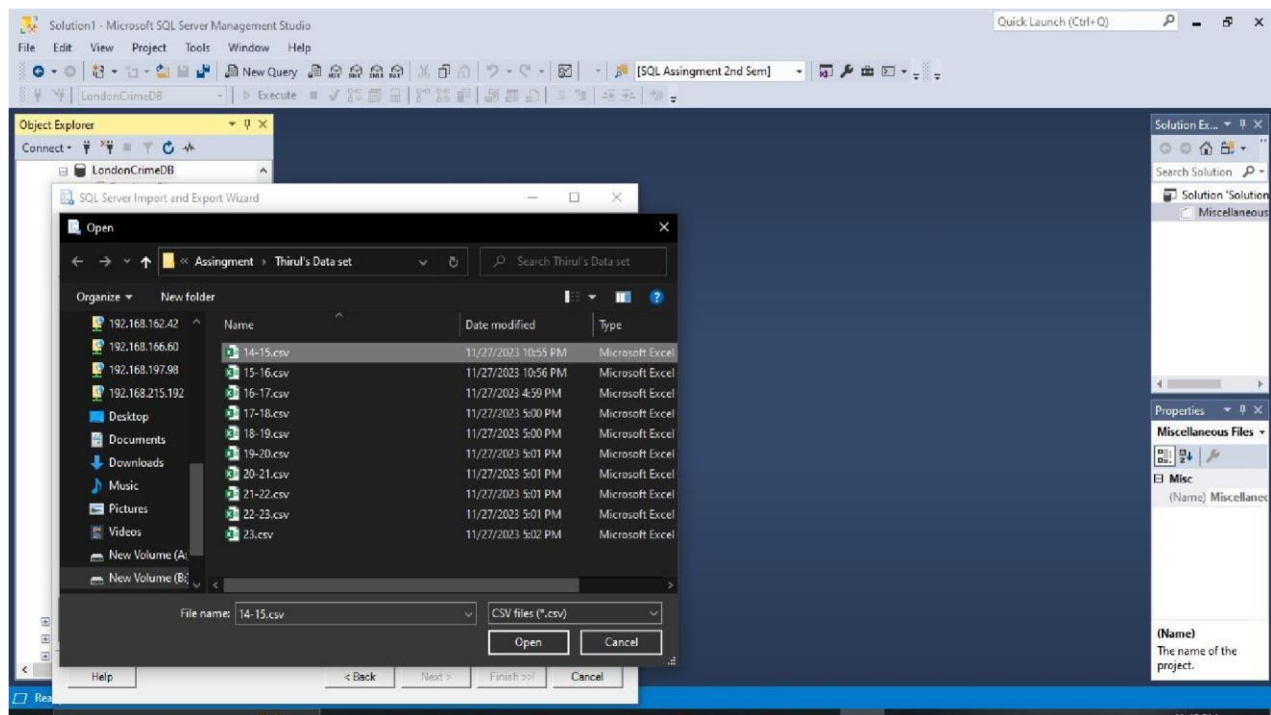 Solution1 - Microsoft SQL Server Management Studio
Quick Launch (Ctrl+Q)
File Edit View Project Tools Window Help
New Query
[SQL Assingment 2nd Sem]
LondonCrimeDB
Execute
Object Explorer
Connect
LondonCrimeDB
SQL Server Import and Export Wizard
Open
« Assingment › Thirul's Data set
Search Thirul's Data set
Organize New folder
Name Date modified Type
192.168.162.42
192.168.166.60
192.168.197.98
192.168.215.192
Desktop
Documents
Downloads
Music
Pictures
Videos
New Volume (A:
New Volume (B:)
14-15.csv 11/27/2023 10:55 PM Microsoft Excel
15-16.csv 11/27/2023 10:56 PM Microsoft Excel
16-17.csv 11/27/2023 4:59 PM Microsoft Excel
17-18.csv 11/27/2023 5:00 PM Microsoft Excel
18-19.csv 11/27/2023 5:00 PM Microsoft Excel
19-20.csv 11/27/2023 5:01 PM Microsoft Excel
20-21.csv 11/27/2023 5:01 PM Microsoft Excel
21-22.csv 11/27/2023 5:01 PM Microsoft Excel
22-23.csv 11/27/2023 5:01 PM Microsoft Excel
23.csv 11/27/2023 5:02 PM Microsoft Excel
File name: 14-15.csv
CSV files (*.csv)
Open Cancel
Help < Back Next > Finish >>| Cancel
Rea
Solution Ex...
Search Solution
Solution 'Solution
Miscellaneous
Properties
Miscellaneous Files
Misc
(Name) Miscellanec
(Name)
The name of the
project.